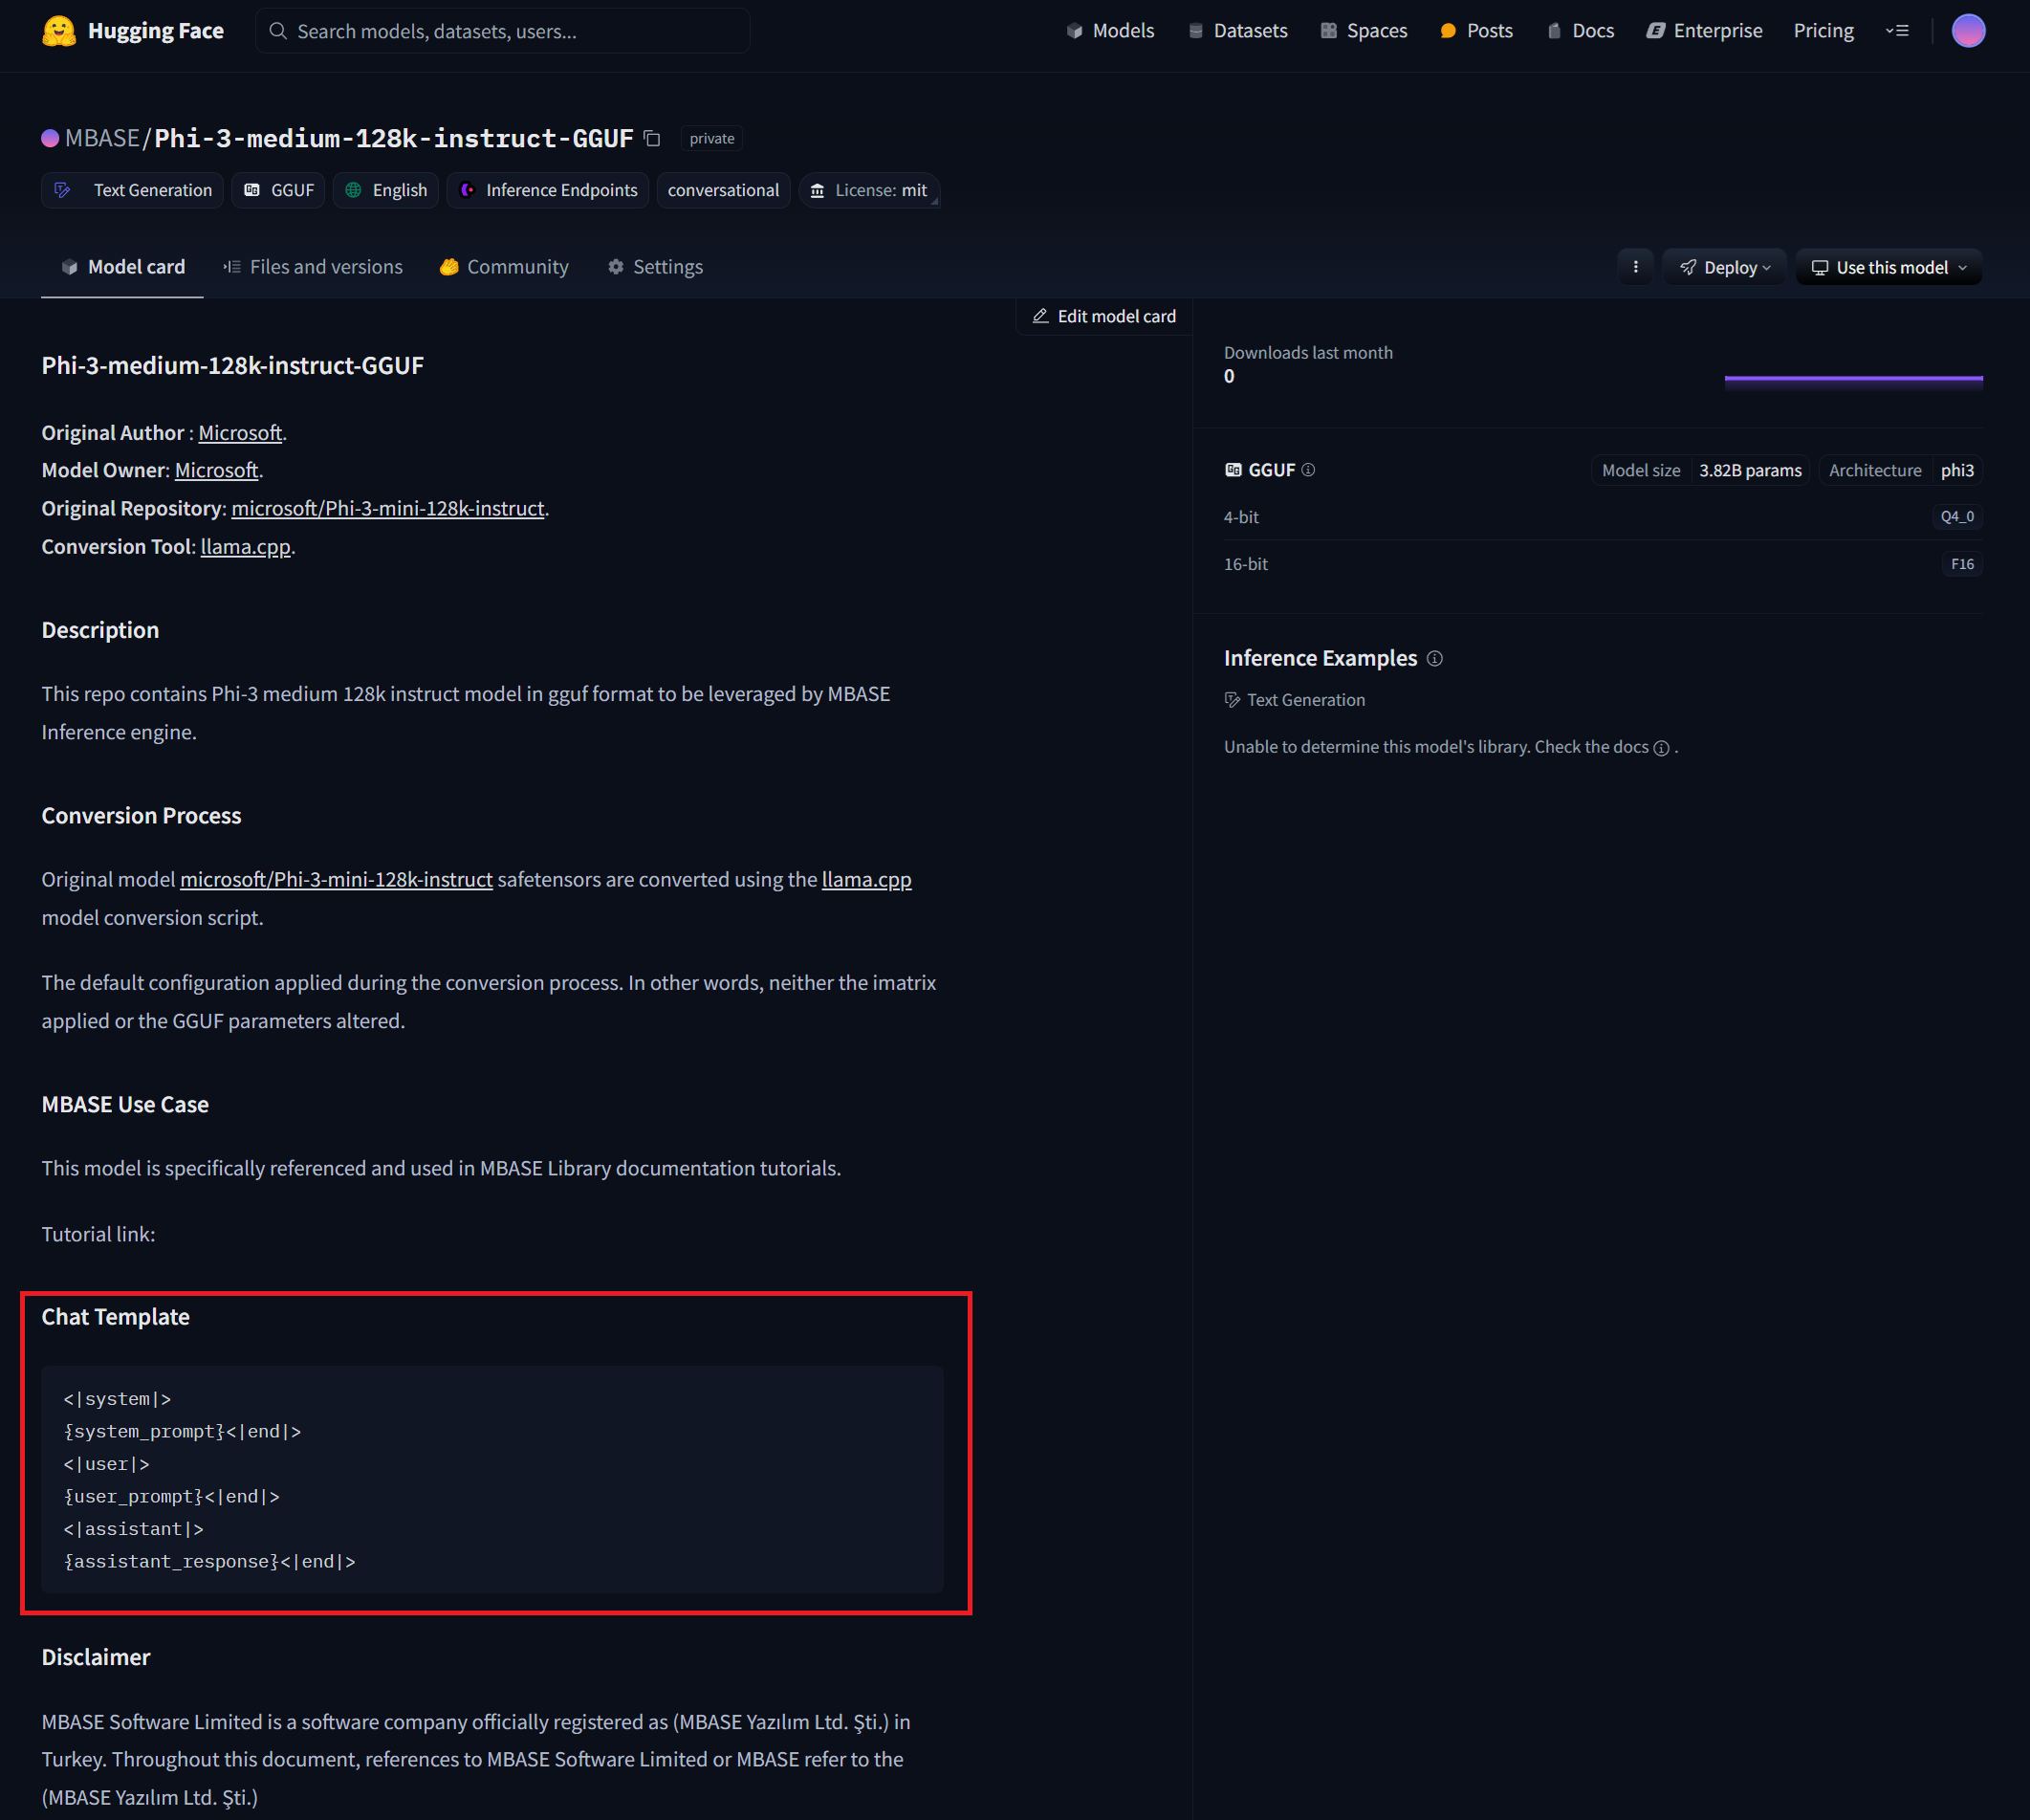 Hugging Face
Search models, datasets, users...
Models
Datasets
Spaces
Posts
Docs
Enterprise
Pricing
MBASE/Phi-3-medium-128k-instruct-GGUF
private
Text Generation
GGUF
English
Inference Endpoints
conversational
License: mit
Model card
Files and versions
Community
Settings
Deploy
Use this model
Edit model card
Phi-3-medium-128k-instruct-GGUF
Original Author : Microsoft.
Model Owner: Microsoft.
Original Repository: microsoft/Phi-3-mini-128k-instruct.
Conversion Tool: llama.cpp.
Description
This repo contains Phi-3 medium 128k instruct model in gguf format to be leveraged by MBASE
Inference engine.
Conversion Process
Original model microsoft/Phi-3-mini-128k-instruct safetensors are converted using the llama.cpp
model conversion script.
The default configuration applied during the conversion process. In other words, neither the imatrix
applied or the GGUF parameters altered.
MBASE Use Case
This model is specifically referenced and used in MBASE Library documentation tutorials.
Tutorial link:
Chat Template
<|system|>
{system_prompt}<|end|>
<|user|>
{user_prompt}<|end|>
<|assistant|>
{assistant_response}<|end|>
Disclaimer
MBASE Software Limited is a software company officially registered as (MBASE Yazılım Ltd. Şti.) in
Turkey. Throughout this document, references to MBASE Software Limited or MBASE refer to the
(MBASE Yazılım Ltd. Şti.)
Downloads last month
0
GGUF
Model size 3.82B params
Architecture phi3
4-bit
Q4_0
16-bit
F16
Inference Examples
Text Generation
Unable to determine this model's library. Check the docs .